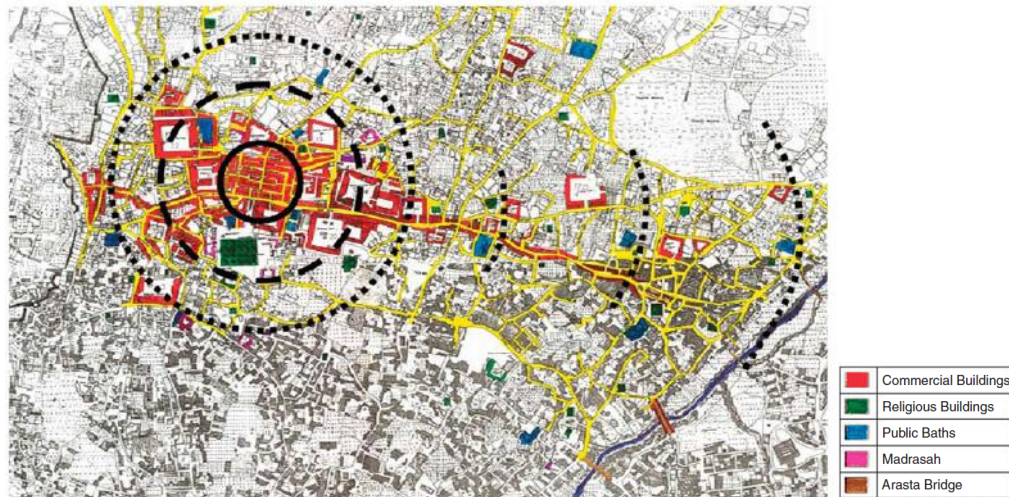 Commercial Buildings
Religious Buildings
Public Baths
Madrasah
Arasta Bridge